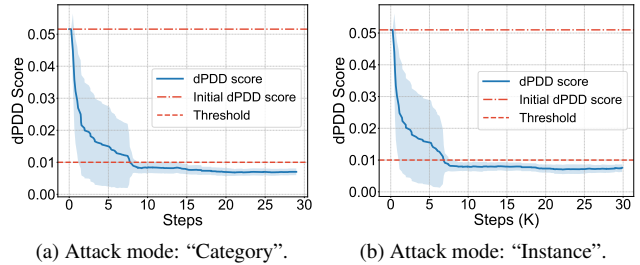 0.05
0.04
0.03
0.02
0.01
0.00
dPDD Score
dPDD score
Initial dPDD score
Threshold
0 5 10 15 20 25 30
Steps
(a) Attack mode: “Category”.
0.05
0.04
0.03
0.02
0.01
0.00
dPDD Score
dPDD score
Initial dPDD score
Threshold
0 5 10 15 20 25 30
Steps (K)
(b) Attack mode: “Instance”.